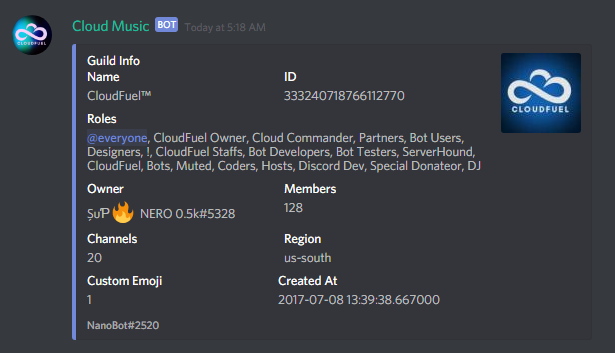 CLOUDFUEL
Cloud Music BOT Today at 5:18 AM
Guild Info
Name ID
CloudFuel™ 333240718766112770
CLOUDFUEL
Roles
@everyone, CloudFuel Owner, Cloud Commander, Partners, Bot Users,
Designers, !, CloudFuel Staffs, Bot Developers, Bot Testers, ServerHound,
CloudFuel, Bots, Muted, Coders, Hosts, Discord Dev, Special Donateor, DJ
Owner Members
ȘuƤ🔥 NERO 0.5k#5328 128
Channels Region
20 us-south
Custom Emoji Created At
1 2017-07-08 13:39:38.667000
NanoBot#2520